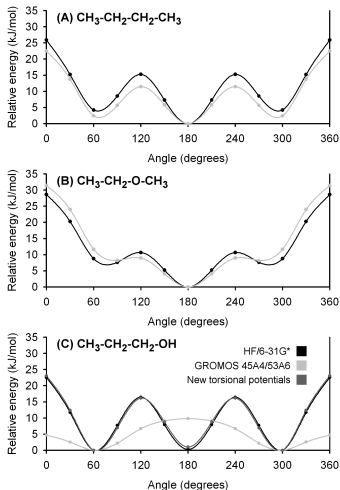 (A) CH3-CH2-CH2-CH3
Relative energy (kJ/mol)
35
30
25
20
15
10
5
0
0 60 120 180 240 300 360
Angle (degrees)
(B) CH3-CH2-O-CH3
Relative energy (kJ/mol)
35
30
25
20
15
10
5
0
0 60 120 180 240 300 360
Angle (degrees)
(C) CH3-CH2-CH2-OH
Relative energy (kJ/mol)
35
30
25
20
15
10
5
0
HF/6-31G*
GROMOS 45A4/53A6
New torsional potentials
0 60 120 180 240 300 360
Angle (degrees)